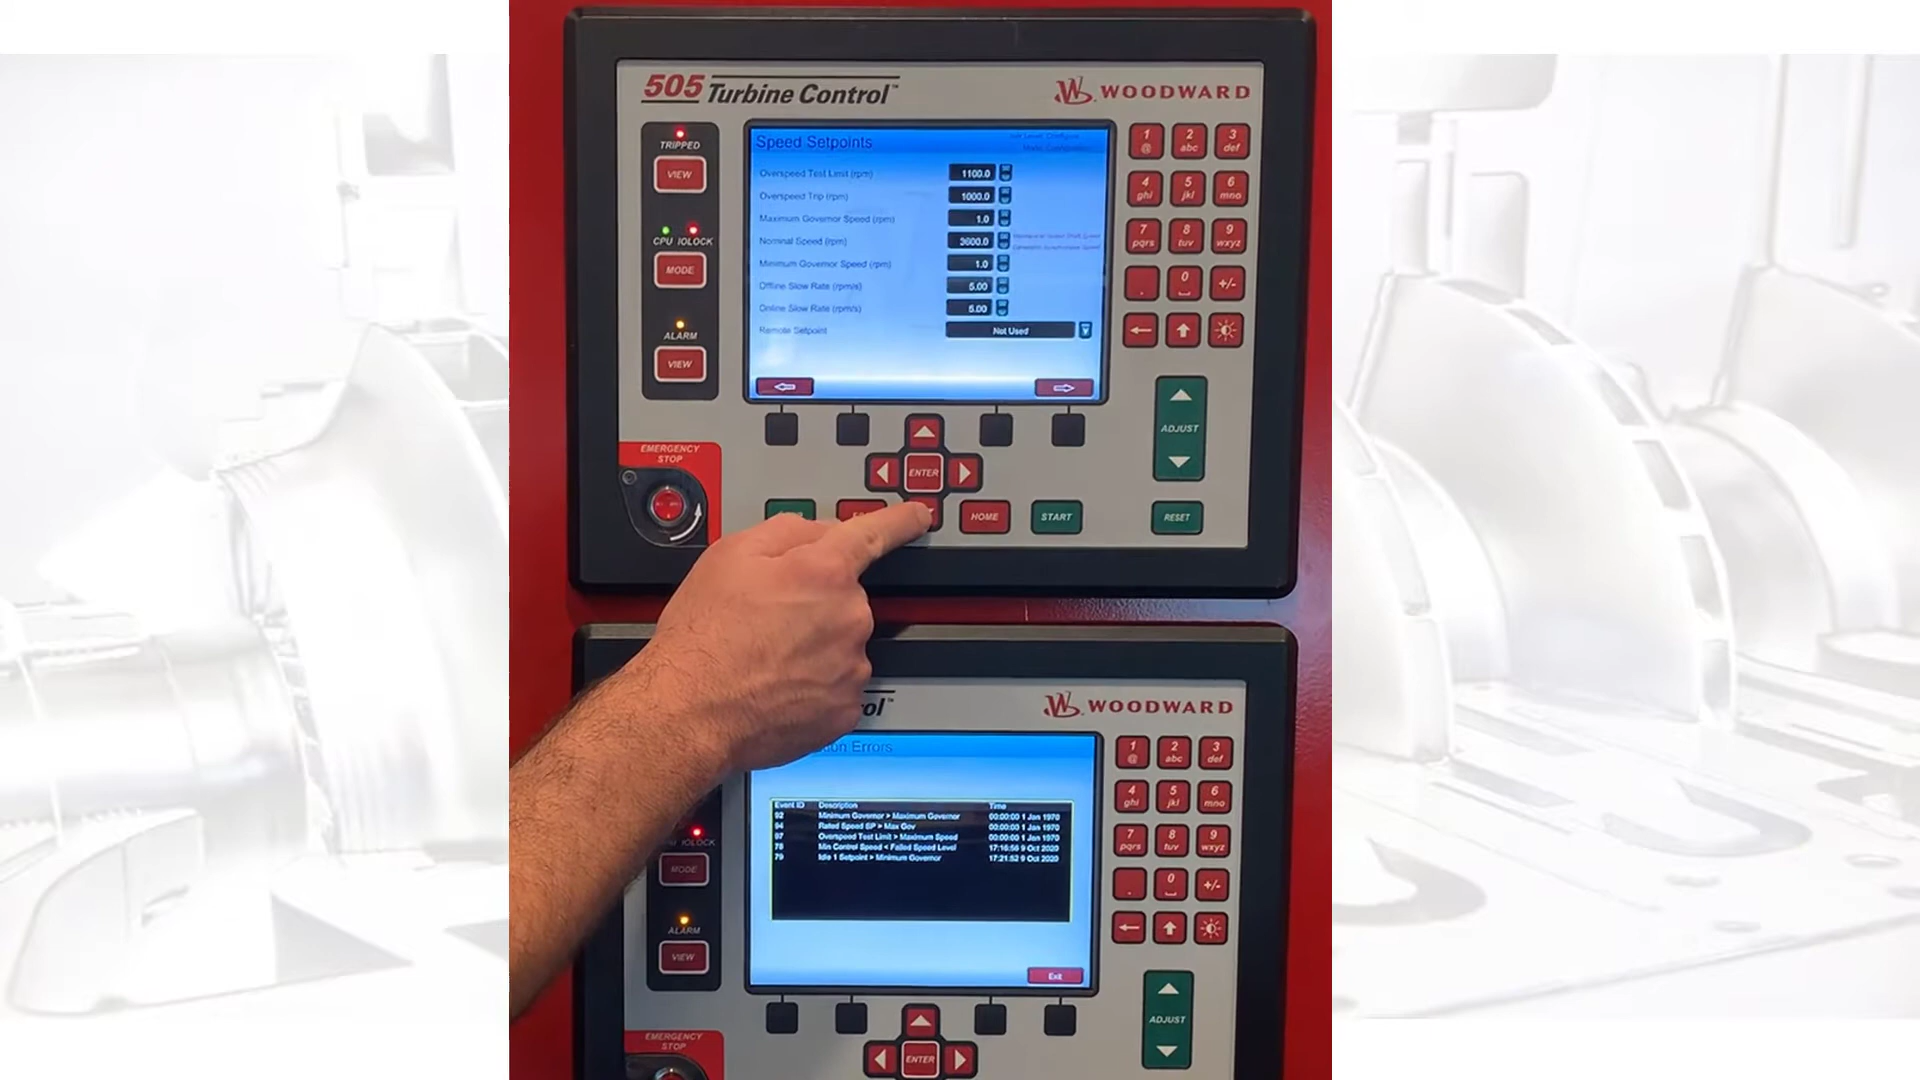 505 Turbine Control™
WOODWARD
TRIPPED
VIEW
CPU IOLOCK
MODE
ALARM
VIEW
EMERGENCY
STOP
Speed Setpoints
Overspeed Test Limit (rpm) 1100.0
Overspeed Trip (rpm) 1000.0
Maximum Governor Speed (rpm) 1.0
Nominal Speed (rpm) 3600.0
Minimum Governor Speed (rpm) 1.0
Offline Slow Rate (rpm/s) 5.00
Online Slow Rate (rpm/s) 5.00
Remote Setpoint Not Used
1 @ 2 abc 3 def
4 ghi 5 jkl 6 mno
7 pqrs 8 tuv 9 wxyz
. 0 +/-
ADJUST
ENTER
HOME START RESET
WOODWARD
Errors
Event ID Description Time
92 Minimum Governor > Maximum Governor 00:00:00 1 Jan 1970
94 Rated Speed SP > Max Gov 00:00:00 1 Jan 1970
97 Overspeed Test Limit > Maximum Speed 00:00:00 1 Jan 1970
78 Min Control Speed < Failed Speed Level 17:16:56 9 Oct 2020
79 Idle 1 Setpoint > Minimum Governor 17:21:52 9 Oct 2020
Exit
MODE
ALARM
VIEW
EMERGENCY
STOP
1 @ 2 abc 3 def
4 ghi 5 jkl 6 mno
7 pqrs 8 tuv 9 wxyz
. 0 +/-
ADJUST
ENTER